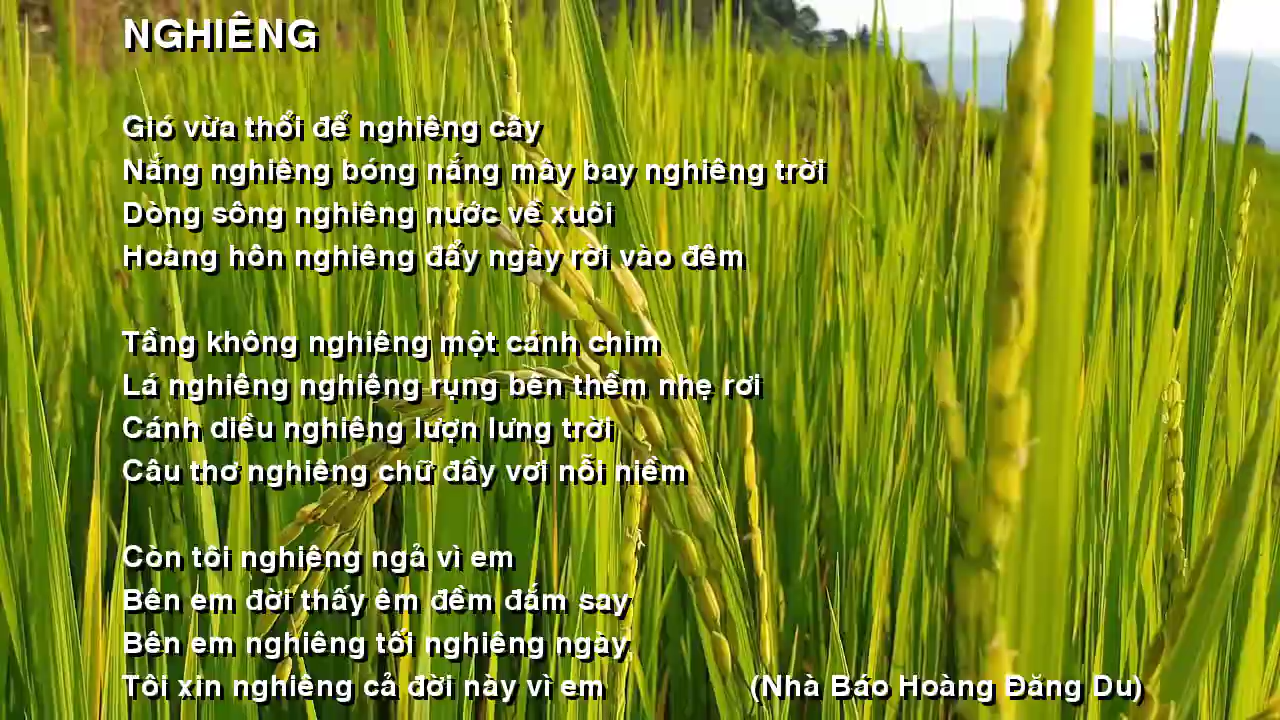 NGHIÊNG
Gió vừa thổi để nghiêng cây
Nắng nghiêng bóng nắng mây bay nghiêng trời
Dòng sông nghiêng nước về xuôi
Hoàng hôn nghiêng đẩy ngày rời vào đêm
Tầng không nghiêng một cánh chim
Lá nghiêng nghiêng rụng bên thềm nhẹ rơi
Cánh diều nghiêng lượn lưng trời
Câu thơ nghiêng chữ đầy vơi nỗi niềm
Còn tôi nghiêng ngả vì em
Bên em đời thấy êm đềm đắm say
Bên em nghiêng tối nghiêng ngày
Tôi xin nghiêng cả đời này vì em (Nhà Báo Hoàng Đăng Du)